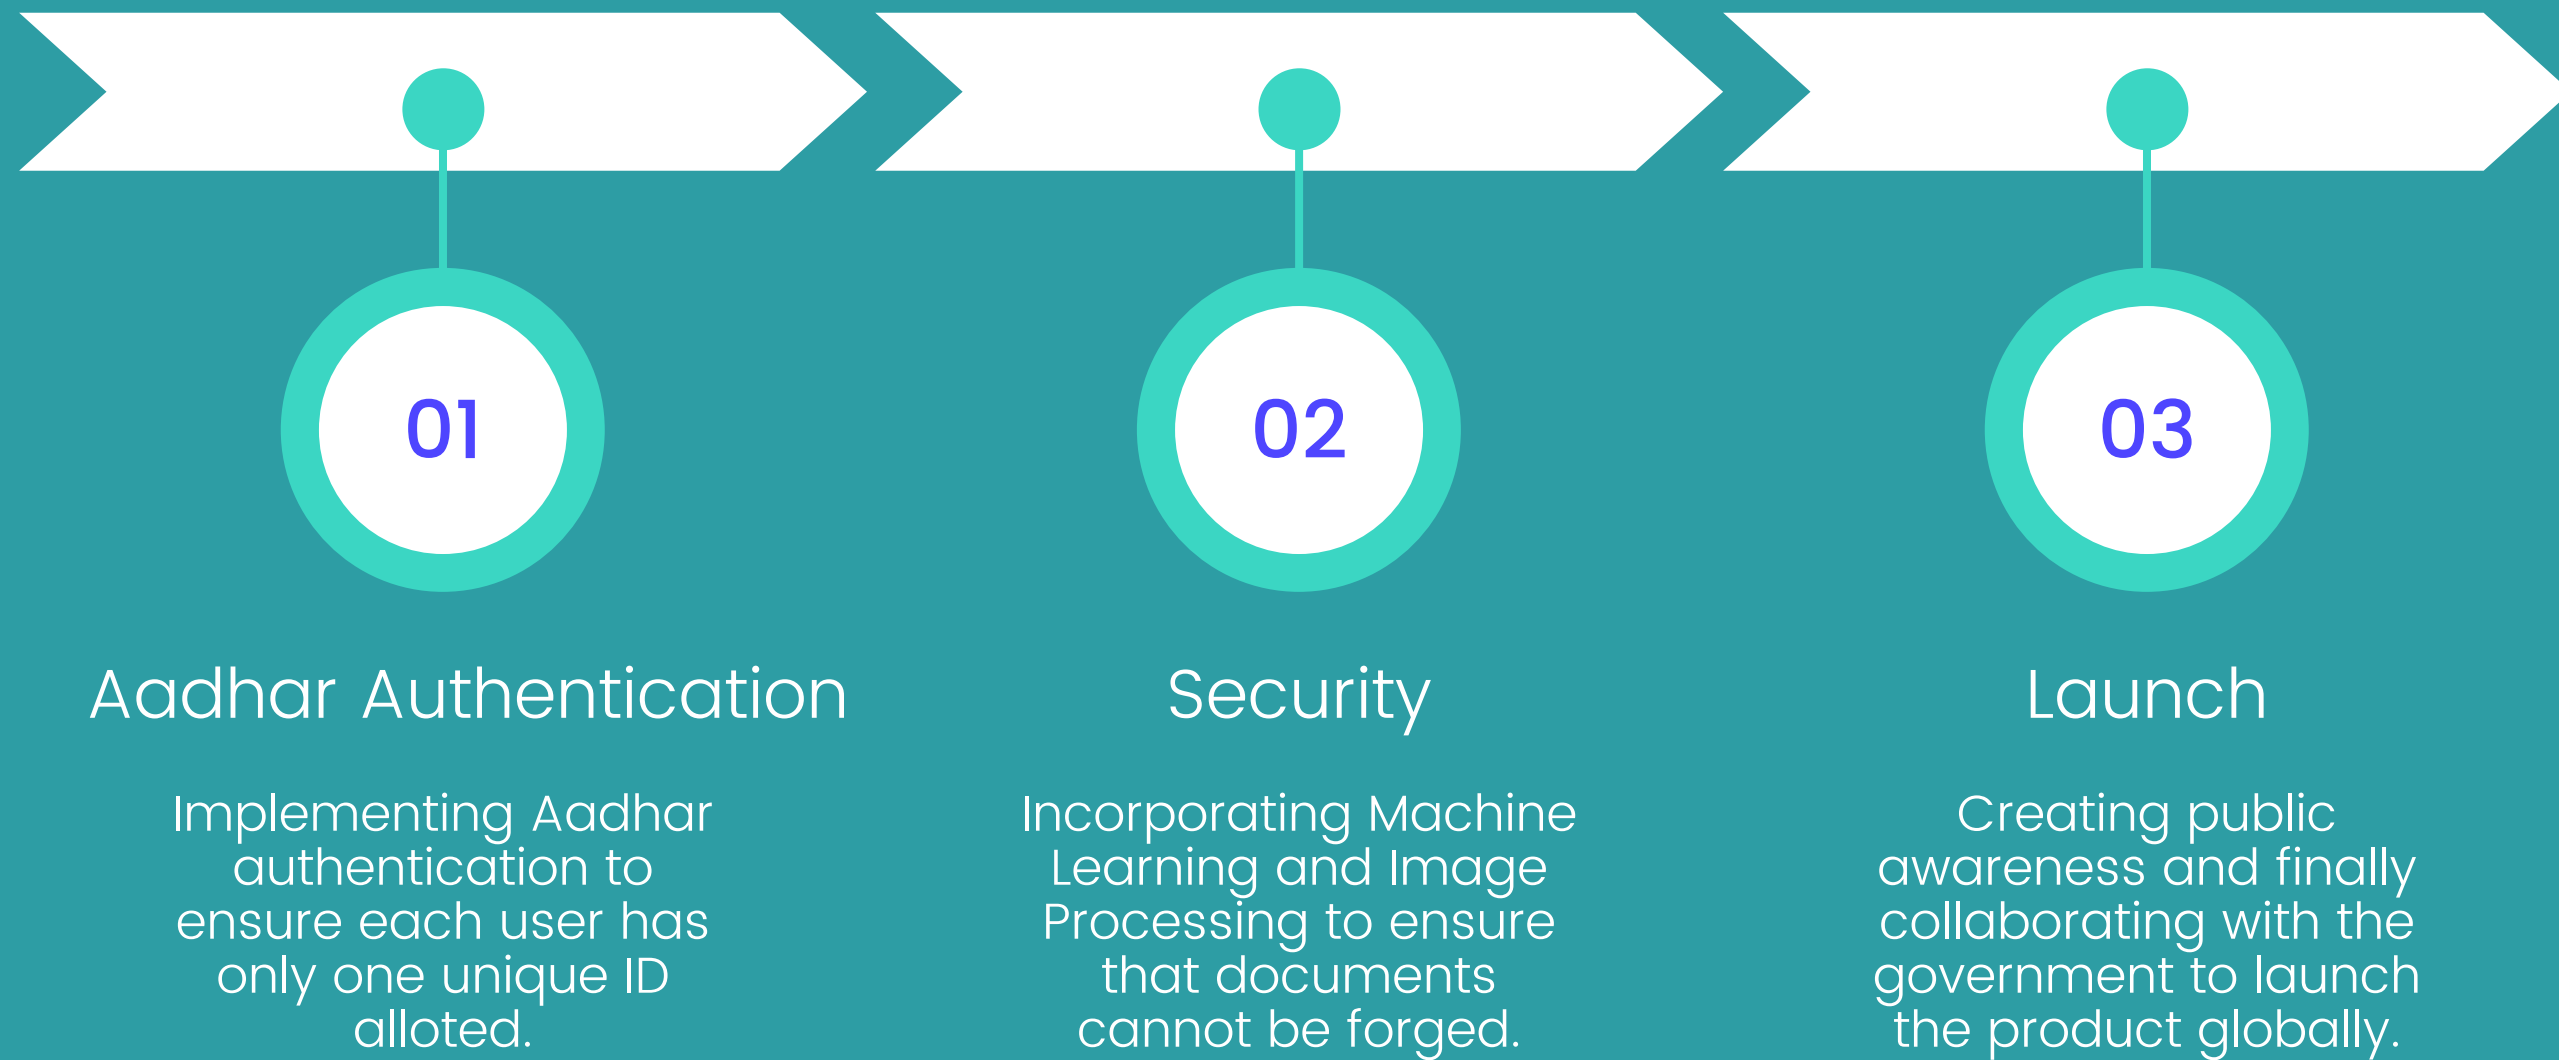 01
Aadhar Authentication
Implementing Aadhar
authentication to
ensure each user has
only one unique ID
alloted.
02
Security
Incorporating Machine
Learning and Image
Processing to ensure
that documents
cannot be forged.
03
Launch
Creating public
awareness and finally
collaborating with the
government to launch
the product globally.